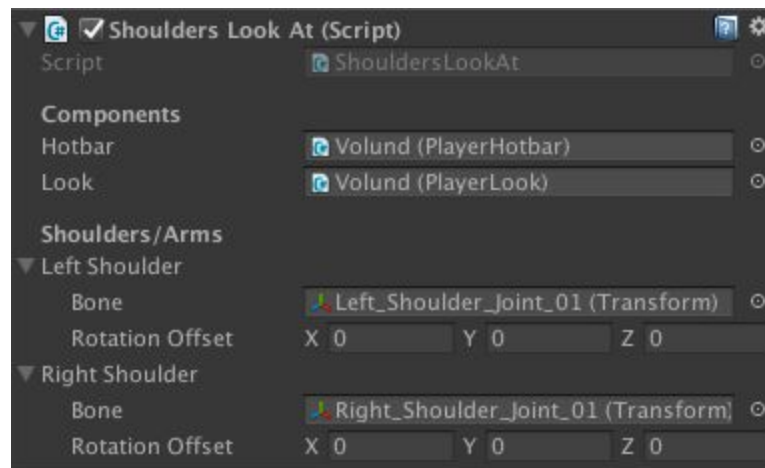 Shoulders Look At (Script)
Script ShouldersLookAt
Components
Hotbar Volund (PlayerHotbar)
Look Volund (PlayerLook)
Shoulders/Arms
Left Shoulder
Bone Left_Shoulder_Joint_01 (Transform)
Rotation Offset X 0 Y 0 Z 0
Right Shoulder
Bone Right_Shoulder_Joint_01 (Transform)
Rotation Offset X 0 Y 0 Z 0